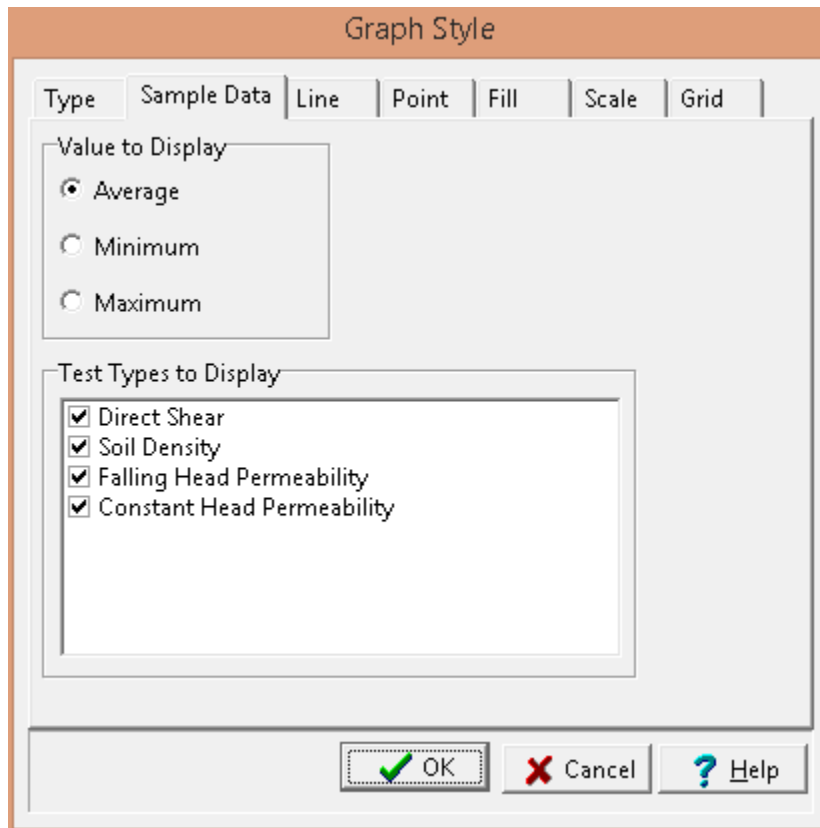 Graph Style
Type Sample Data Line Point Fill Scale Grid
Value to Display
Average
Minimum
Maximum
Test Types to Display
Direct Shear
Soil Density
Falling Head Permeability
Constant Head Permeability
OK Cancel Help